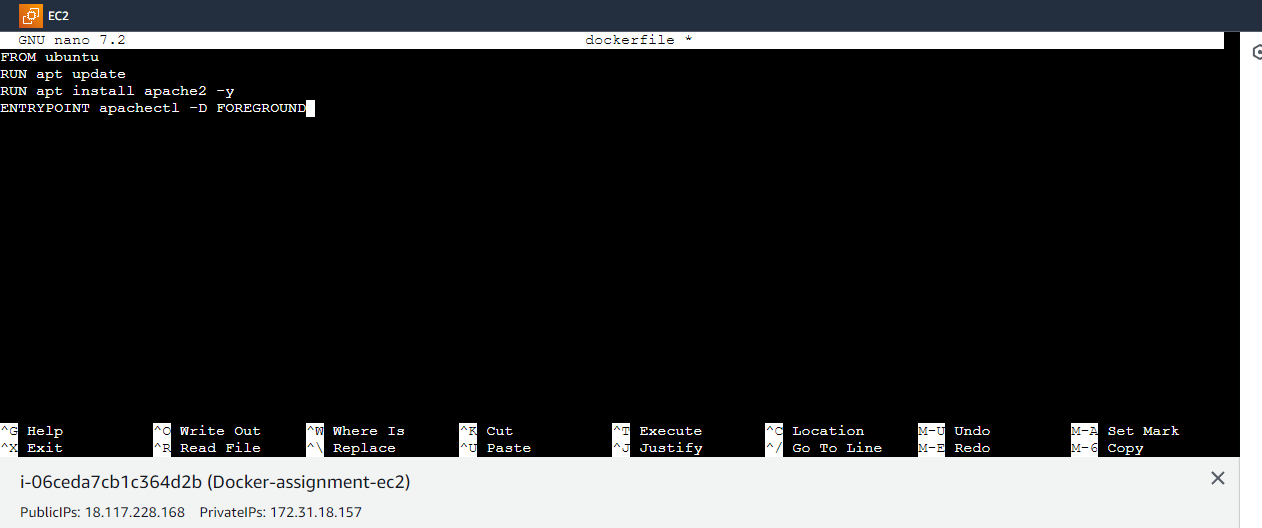 EC2
GNU nano 7.2 dockerfile *
FROM ubuntu
RUN apt update
RUN apt install apache2 -y
ENTRYPOINT apachectl -D FOREGROUND
^G Help ^O Write Out ^W Where Is ^K Cut ^T Execute ^C Location M-U Undo M-A Set Mark
^X Exit ^R Read File ^\ Replace ^U Paste ^J Justify ^/ Go To Line M-E Redo M-6 Copy
i-06ceda7cb1c364d2b (Docker-assignment-ec2)
PublicIPs: 18.117.228.168 PrivateIPs: 172.31.18.157